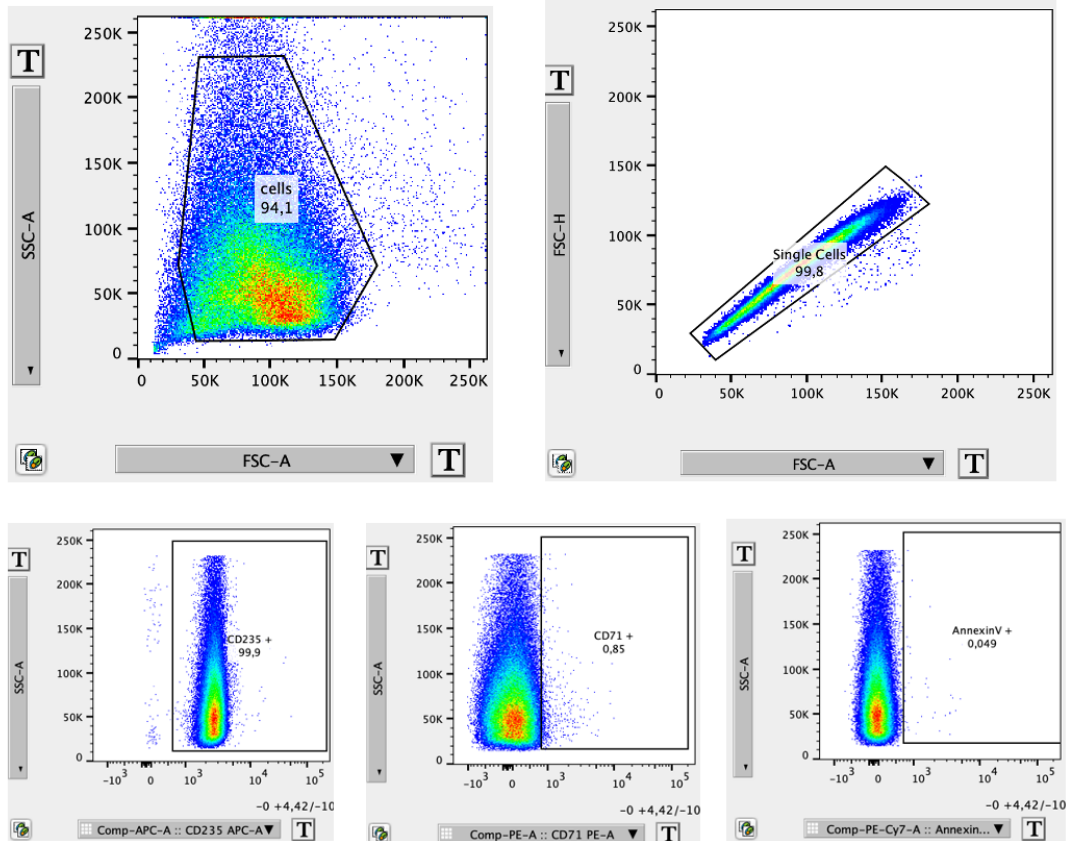 250K
200K
150K
100K
50K
0
SSC-A
cells
94,1
0 50K 100K 150K 200K 250K
FSC-A
T
T
250K
200K
150K
100K
50K
0
FSC-H
Single Cells
99,8
0 50K 100K 150K 200K 250K
FSC-A
T
T
250K
200K
150K
100K
50K
0
SSC-A
CD235 +
99,9
-10³ 0 10³ 10⁴ 10⁵
-0 +4,42/-10
Comp-APC-A :: CD235 APC-A
T
T
250K
200K
150K
100K
50K
0
SSC-A
CD71 +
0,85
-10³ 0 10³ 10⁴ 10⁵
-0 +4,42/-10
Comp-PE-A :: CD71 PE-A
T
T
250K
200K
150K
100K
50K
0
SSC-A
AnnexinV +
0,049
-10³ 0 10³ 10⁴ 10⁵
-0 +4,42/-10
Comp-PE-Cy7-A :: Annexin...
T
T